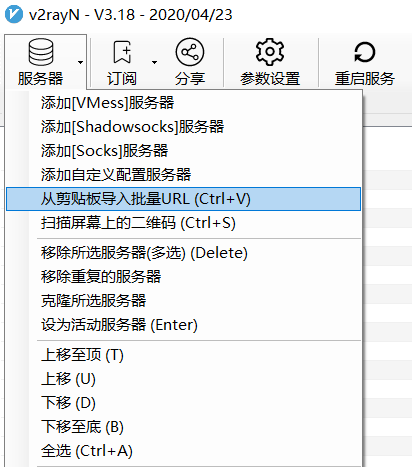 v2rayN - V3.18 - 2020/04/23
服务器 订阅 分享 参数设置 重启服务
添加[VMess]服务器
添加[Shadowsocks]服务器
添加[Socks]服务器
添加自定义配置服务器
从剪贴板导入批量URL (Ctrl+V)
扫描屏幕上的二维码 (Ctrl+S)
移除所选服务器(多选) (Delete)
移除重复的服务器
克隆所选服务器
设为活动服务器 (Enter)
上移至顶 (T)
上移 (U)
下移 (D)
下移至底 (B)
全选 (Ctrl+A)